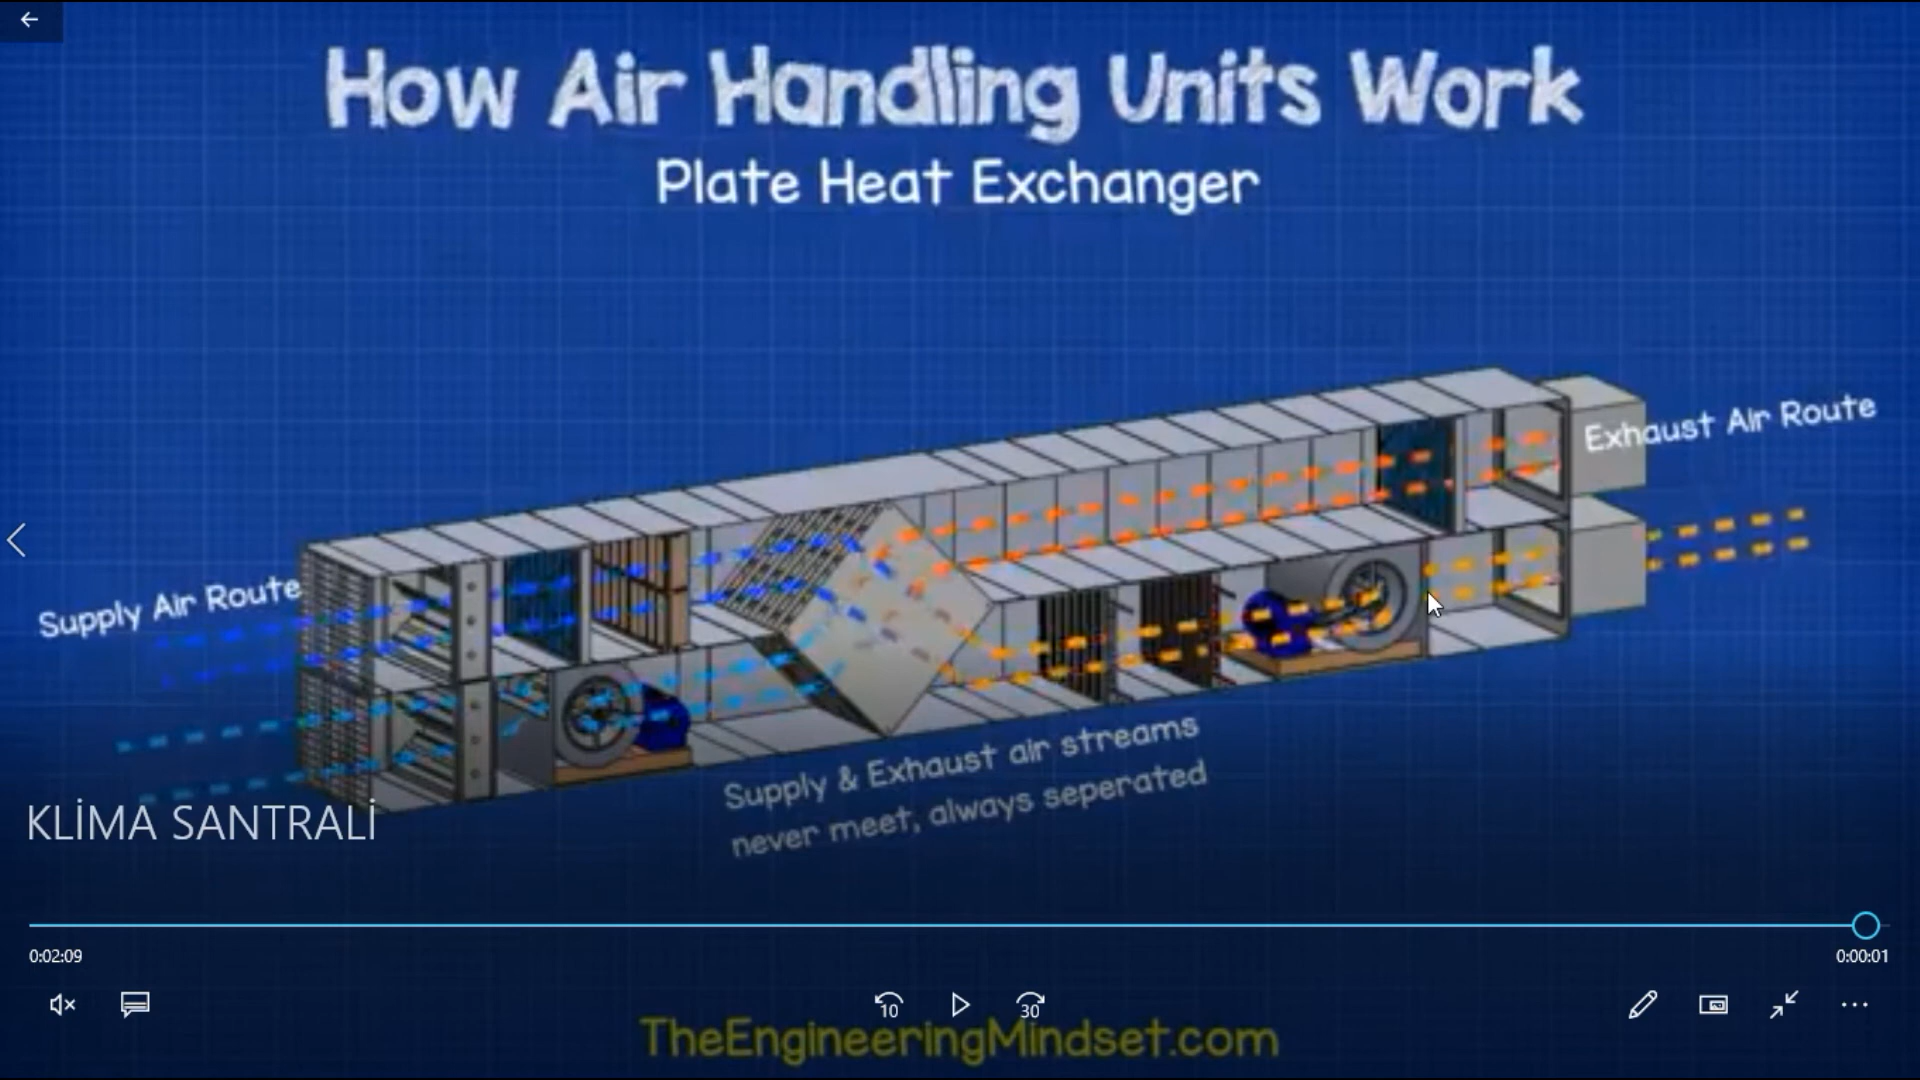 How Air Handling Units Work
Plate Heat Exchanger
Exhaust Air Route
Supply Air Route
Supply & Exhaust air streams
never meet, always seperated
KLİMA SANTRALİ
0:02:09
0:00:01
10
30
TheEngineeringMindset.com